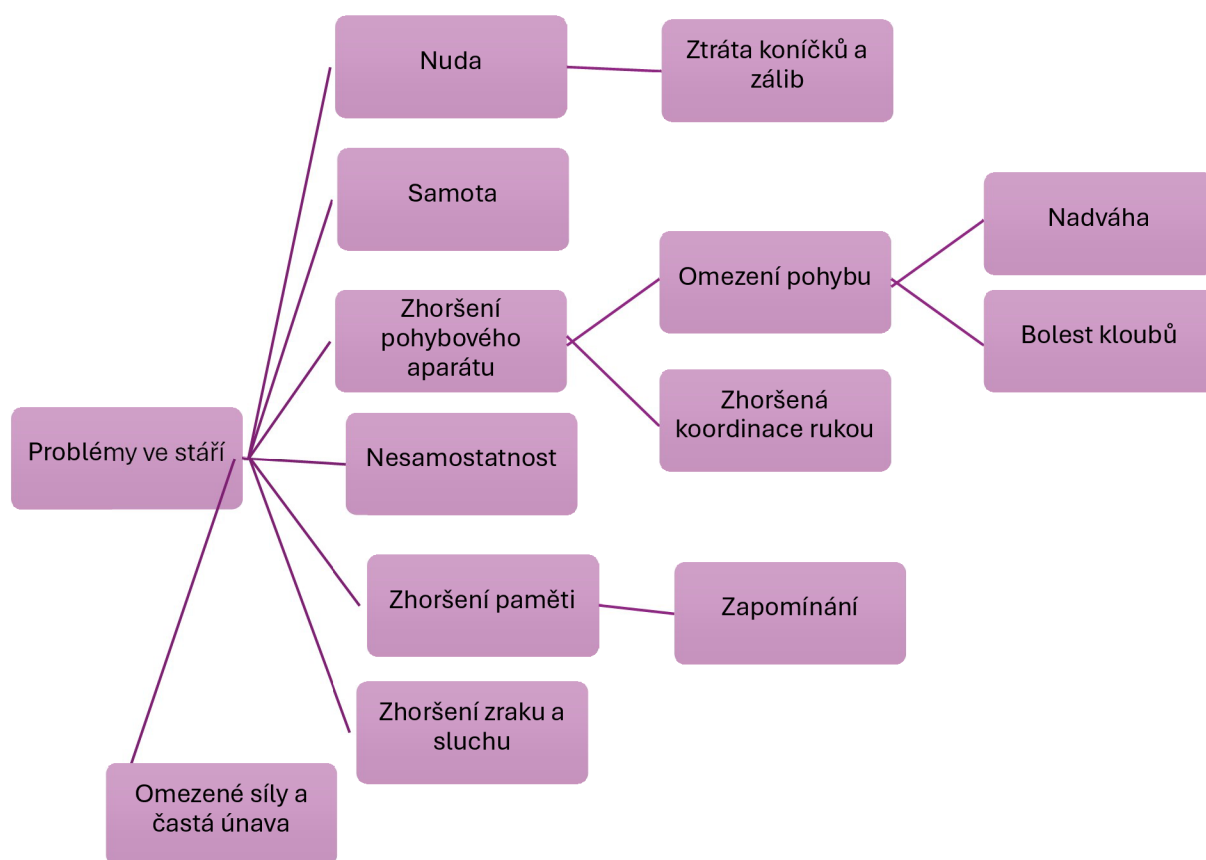 Nuda
Ztráta koníčků a
zálib
Samota
Nadváha
Omezení pohybu
Zhoršení
pohybového
aparátu
Bolest kloubů
Zhoršená
koordinace rukou
Problémy ve stáří
Nesamostatnost
Zhoršení paměti
Zapomínání
Zhoršení zraku a
sluchu
Omezené síly a
častá únava